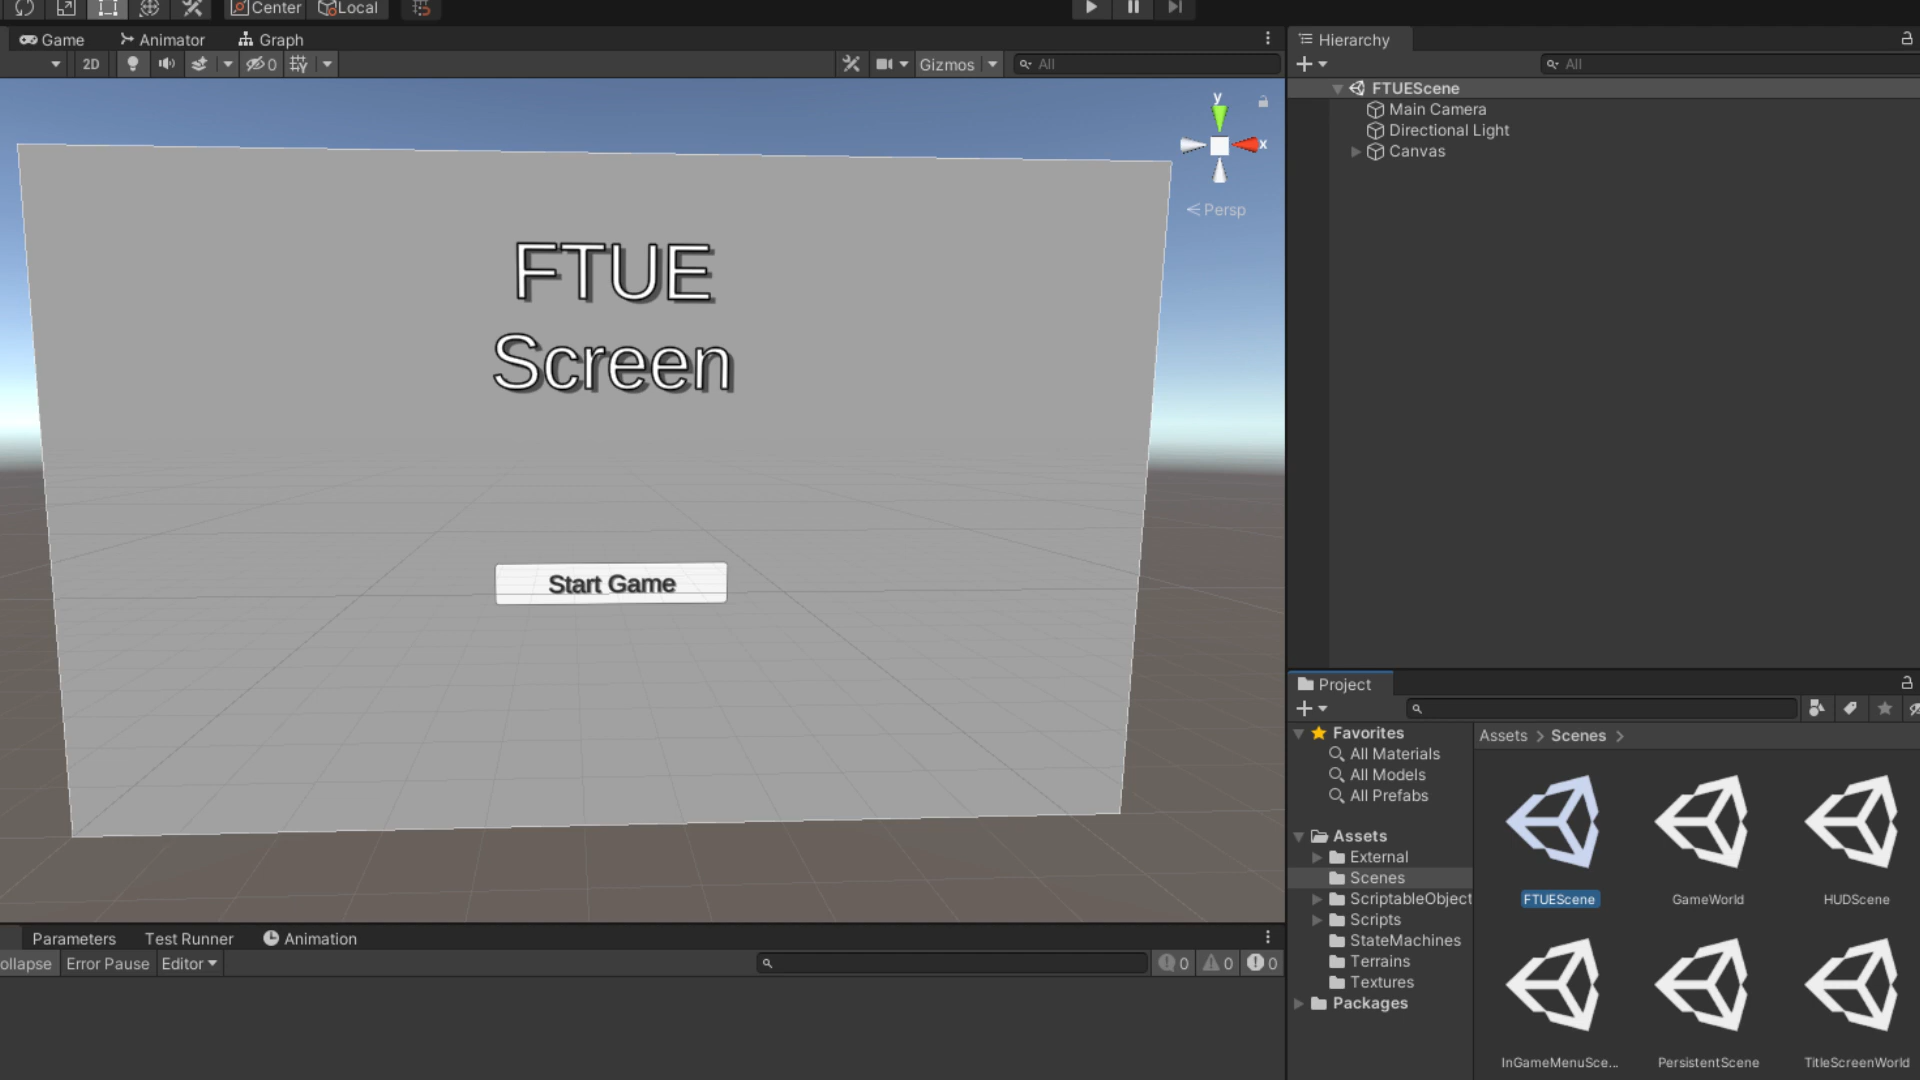 Center
Local
Game
Animator
Graph
2D
0
Gizmos
All
y
x
Persp
FTUE
Screen
Start Game
Parameters
Test Runner
Animation
ollapse
Error Pause
Editor
0
0
0
Hierarchy
All
FTUEScene
Main Camera
Directional Light
Canvas
Project
Favorites
All Materials
All Models
All Prefabs
Assets
External
Scenes
ScriptableObject
Scripts
StateMachines
Terrains
Textures
Packages
Assets > Scenes >
FTUEScene
GameWorld
HUDScene
InGameMenuSce...
PersistentScene
TitleScreenWorld